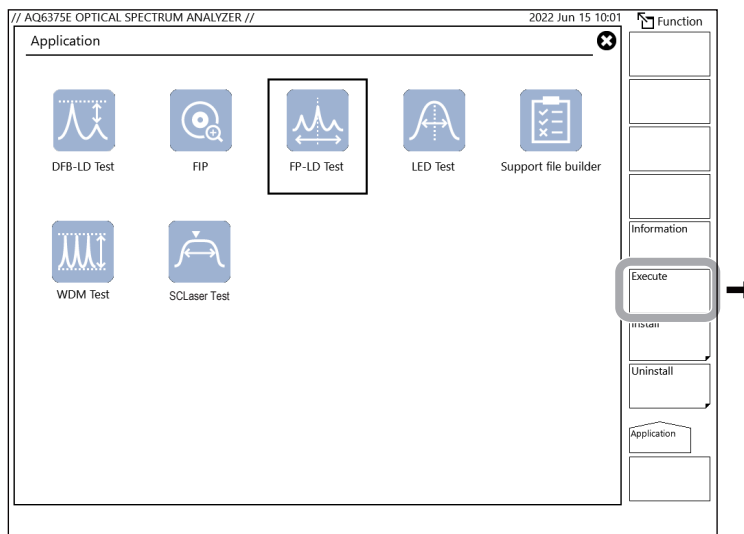 // AQ6375E OPTICAL SPECTRUM ANALYZER // 2022 Jun 15 10:01
Function
Application
DFB-LD Test FIP FP-LD Test LED Test Support file builder
WDM Test SCLaser Test
Information
Execute
Install
Uninstall
Application